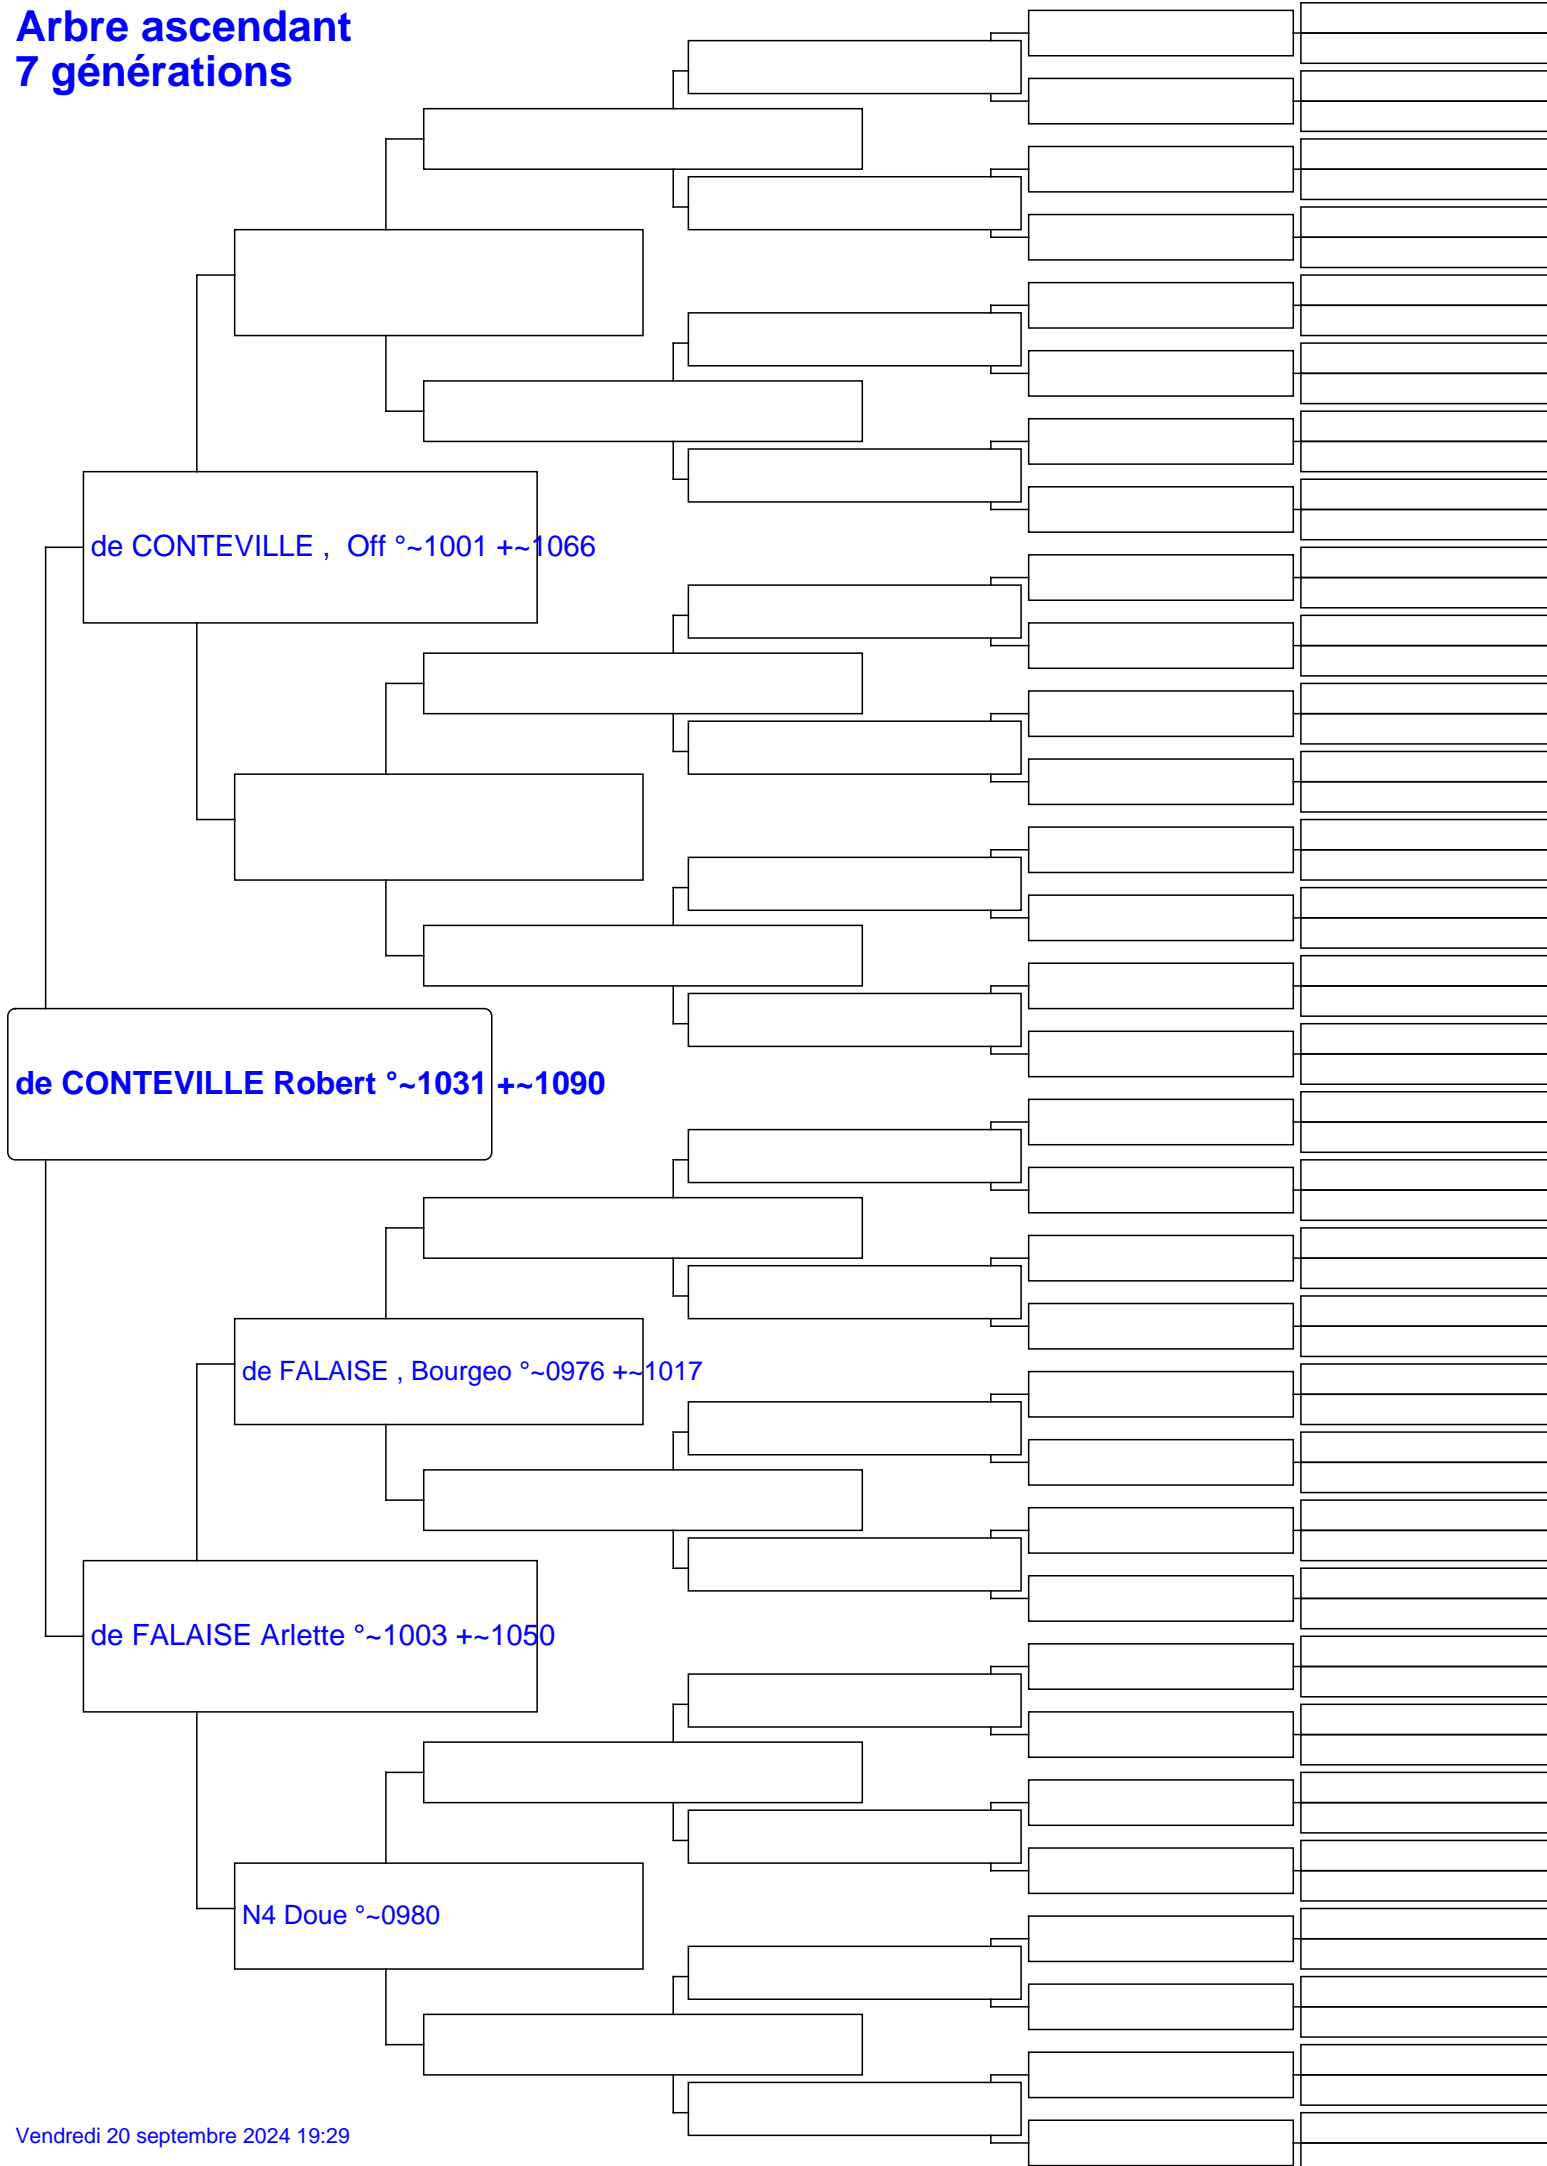 Arbre ascendant
7 générations
de CONTEVILLE ,  Off °~1001 +~1066
de CONTEVILLE Robert °~1031 +~1090
de FALAISE , Bourgeo °~0976 +~1017
de FALAISE Arlette °~1003 +~1050
N4 Doue °~0980
Vendredi 20 septembre 2024 19:29